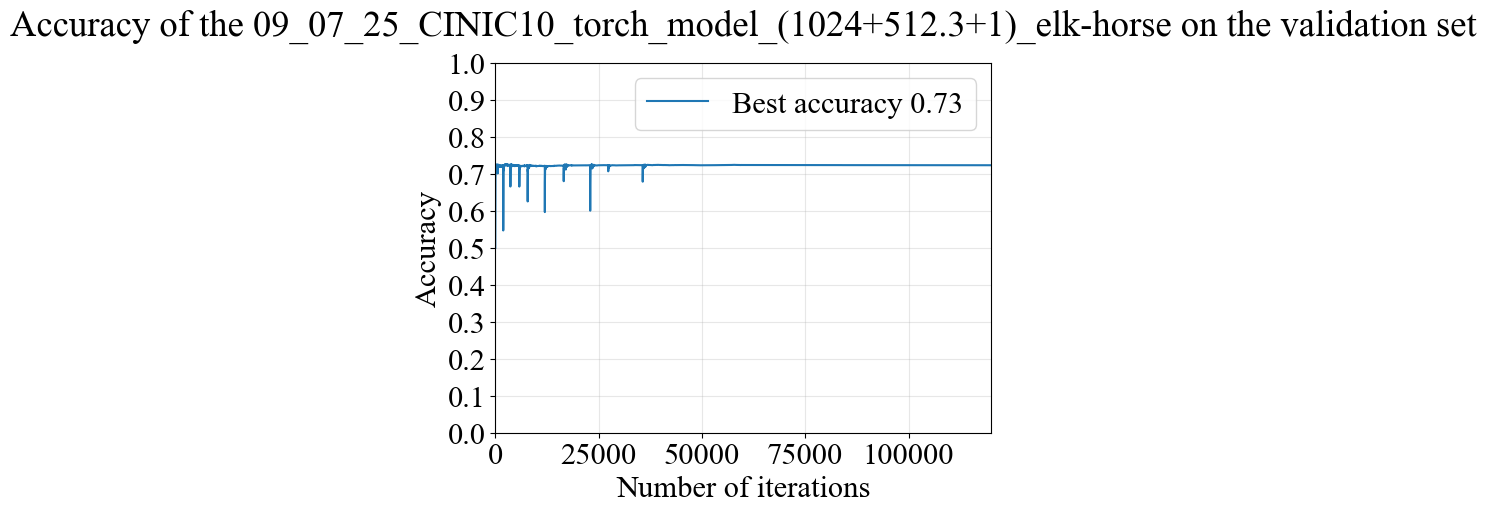 Accuracy of the 09_07_25_CINIC10_torch_model_(1024+512.3+1)_elk-horse on the validation set
1.0
0.9
0.8
0.7
0.6
0.5
0.4
0.3
0.2
0.1
0.0
Accuracy
Best accuracy 0.73
0 25000 50000 75000 100000
Number of iterations